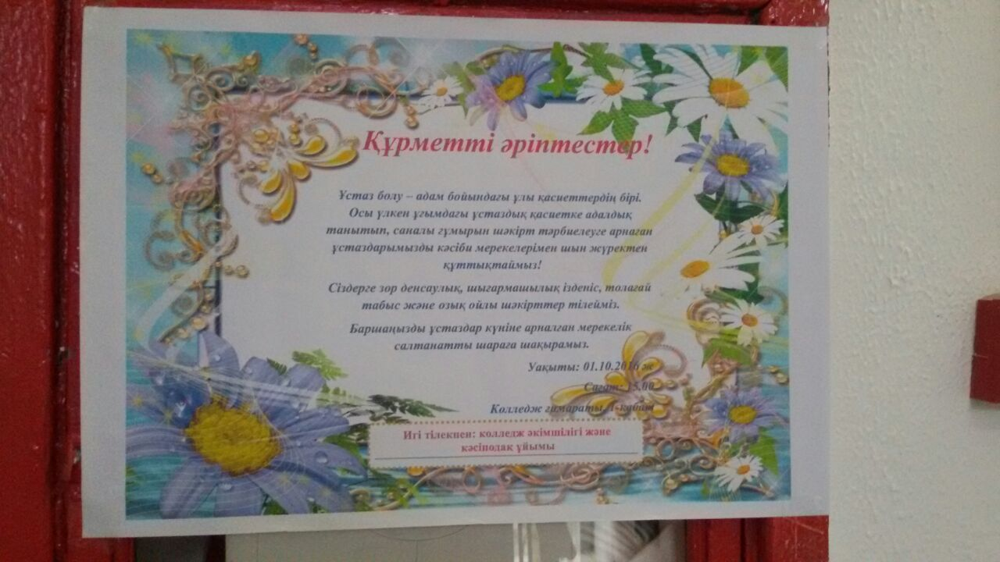 Құрметті әріптестер!
Ұстаз болу – адам бойындағы ұлы қасиеттердің бірі.
Осы үлкен ұғымдағы ұстаздық қасиетке адалдық
танытып, саналы ғұмырын шәкірт тәрбиелеуге арнаған
ұстаздарымызды кәсіби мерекелерімен шын жүректен
құттықтаймыз!
Сіздерге зор денсаулық, шығармашылық ізденіс, толағай
табыс және озық ойлы шәкірттер тілейміз.
Баршаңызды ұстаздар күніне арналған мерекелік
салтанатты шараға шақырамыз.
Уақыты: 01.10.2016 ж
Сағат: 15.00
Колледж ғимараты, 1-қабат
Игі тілекпен: колледж әкімшілігі және
кәсіподақ ұйымы